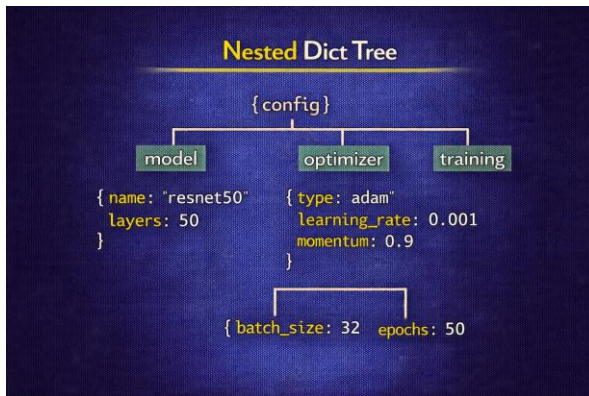 Nested Dict Tree
{config}
model optimizer training
{ name: "resnet50"
layers: 50
}
{ type: adam"
learning_rate: 0.001
momentum: 0.9
}
{ batch_size: 32 epochs: 50